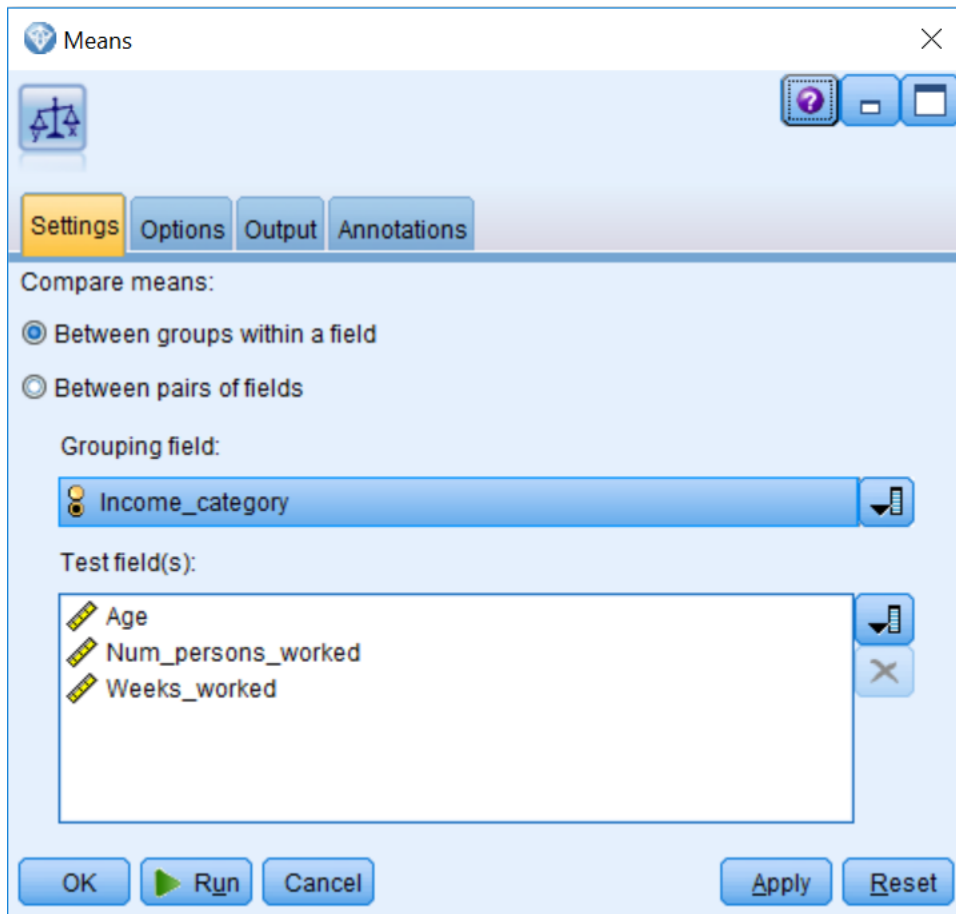 Means
Settings Options Output Annotations
Compare means:
Between groups within a field
Between pairs of fields
Grouping field:
Income_category
Test field(s):
Age
Num_persons_worked
Weeks_worked
OK Run Cancel Apply Reset